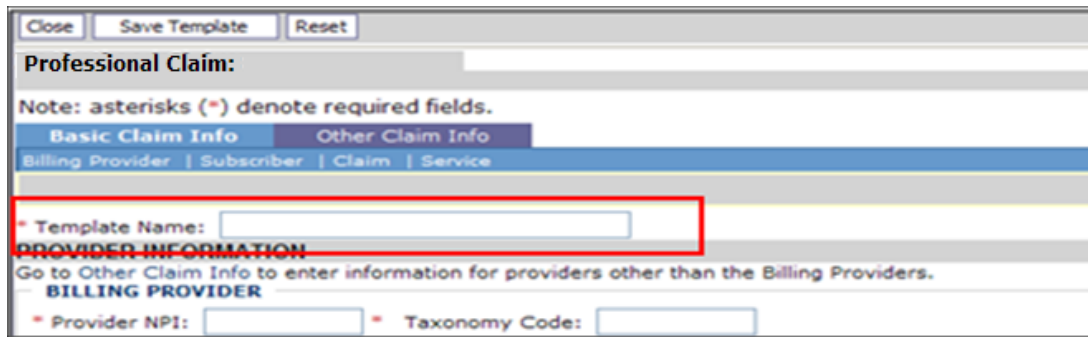 Close Save Template Reset
Professional Claim:
Note: asterisks (*) denote required fields.
Basic Claim Info Other Claim Info
Billing Provider | Subscriber | Claim | Service
* Template Name:
PROVIDER INFORMATION
Go to Other Claim Info to enter information for providers other than the Billing Providers.
BILLING PROVIDER
* Provider NPI: * Taxonomy Code: